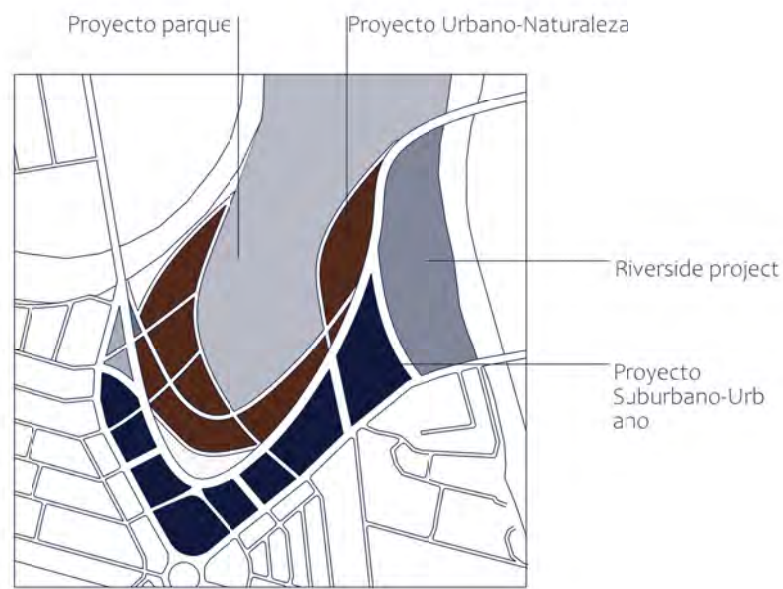 Proyecto parque
Proyecto Urbano-Naturaleza
Riverside project
Proyecto
Suburbano-Urb
ano